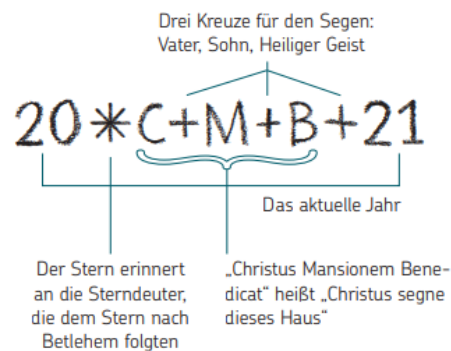 Drei Kreuze für den Segen:
Vater, Sohn, Heiliger Geist
20*C+M+B+21
Das aktuelle Jahr
Der Stern erinnert
an die Sterndeuter,
die dem Stern nach
Betlehem folgten
„Christus Mansionem Bene-
dicat“ heißt „Christus segne
dieses Haus“